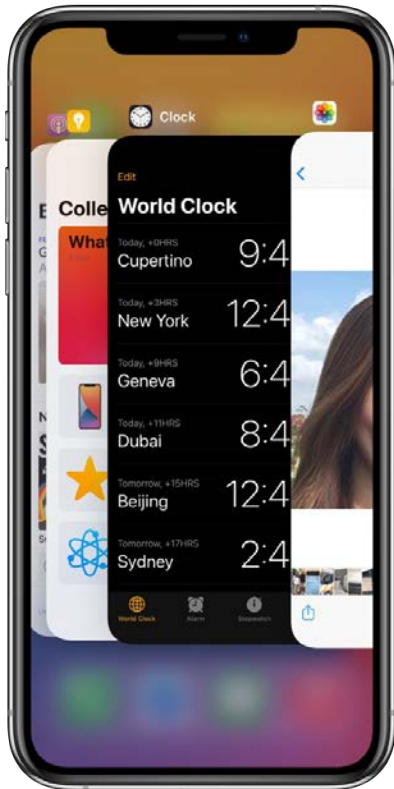 Clock
Edit
World Clock
Today, +0HRS
Cupertino 9:4
Today, +3HRS
New York 12:4
Today, +9HRS
Geneva 6:4
Today, +11HRS
Dubai 8:4
Tomorrow, +15HRS
Beijing 12:4
Tomorrow, +17HRS
Sydney 2:4
World Clock Alarm Stopwatch
Colle
What